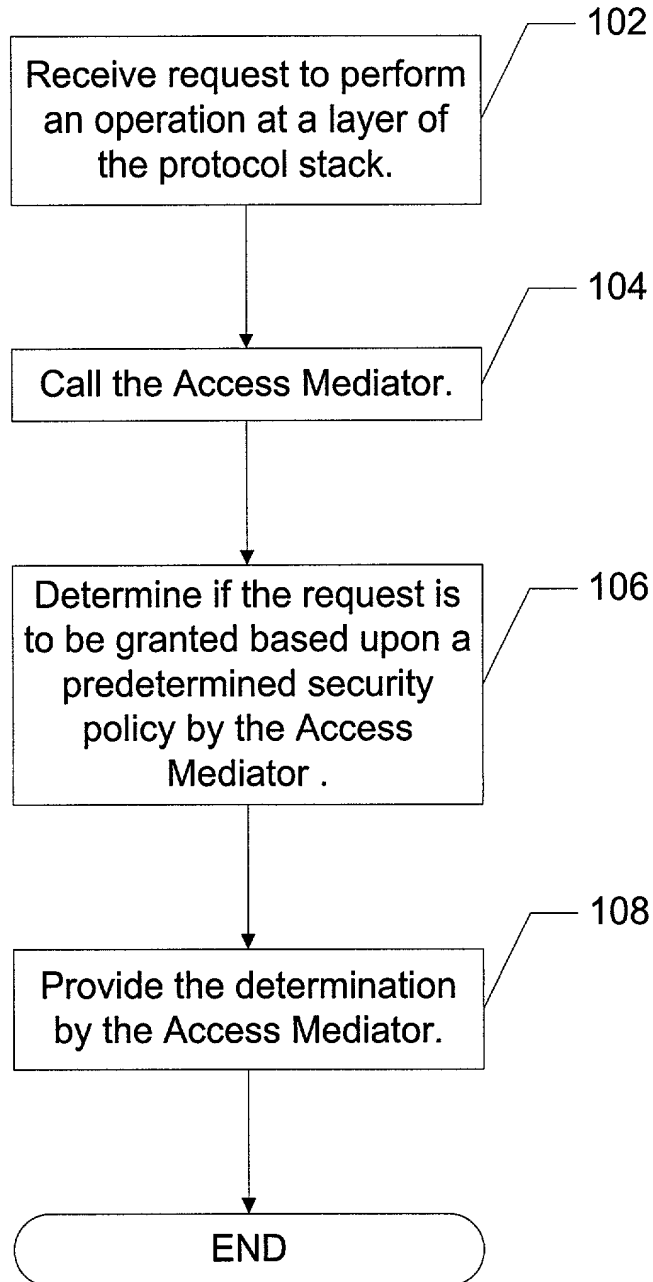 102
Receive request to perform
an operation at a layer of
the protocol stack.
104
Call the Access Mediator.
106
Determine if the request is
to be granted based upon a
predetermined security
policy by the Access
Mediator .
108
Provide the determination
by the Access Mediator.
END